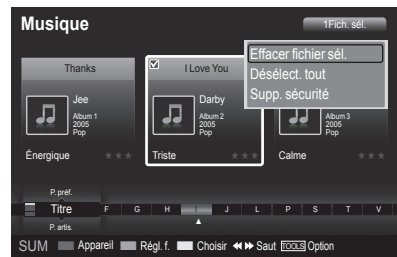 Musique
1Fich. sél.
Effacer fichier sél.
Désélect. tout
Supp. sécurité
Thanks
I Love You
Jee
Album 1
2005
Pop
Darby
Album 2
2005
Pop
Album 3
2005
Pop
Énergique
Triste
Calme
P. préf.
Titre F G H I J L P S T V
P. artis.
SUM Appareil Régl. f. Choisir Saut TOOLS Option